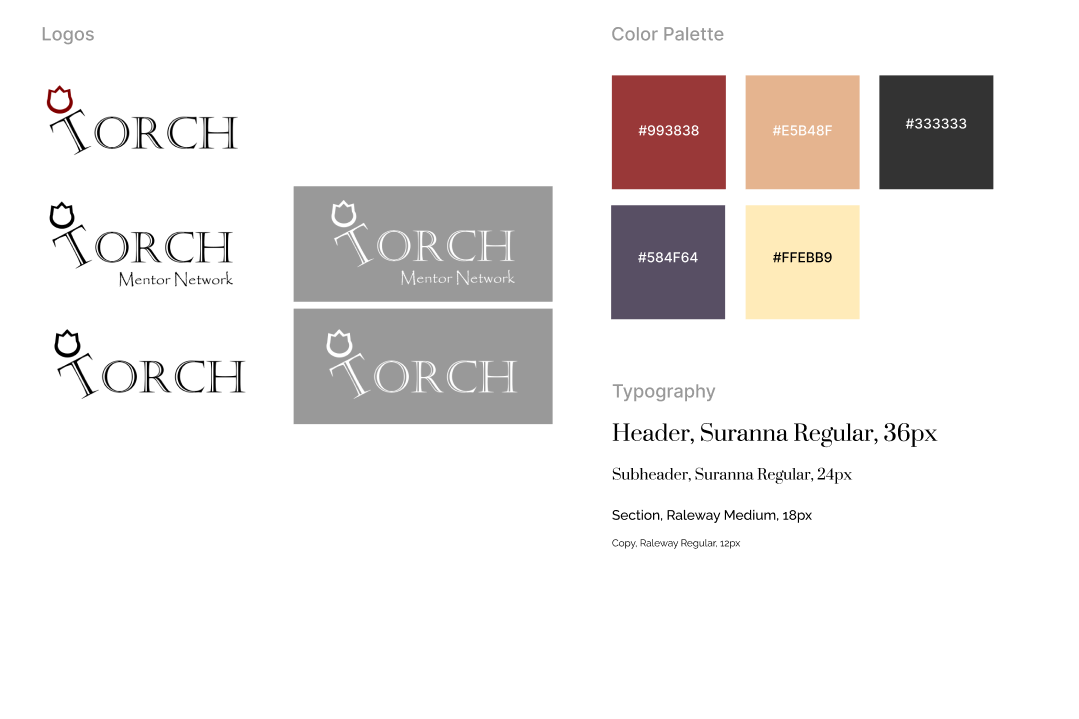 Logos
TORCH
TORCH
Mentor Network
TORCH
Mentor Network
TORCH
TORCH
Color Palette
#993838
#E5B48F
#333333
#584F64
#FFEBB9
Typography
Header, Suranna Regular, 36px
Subheader, Suranna Regular, 24px
Section, Raleway Medium, 18px
Copy, Raleway Regular, 12px